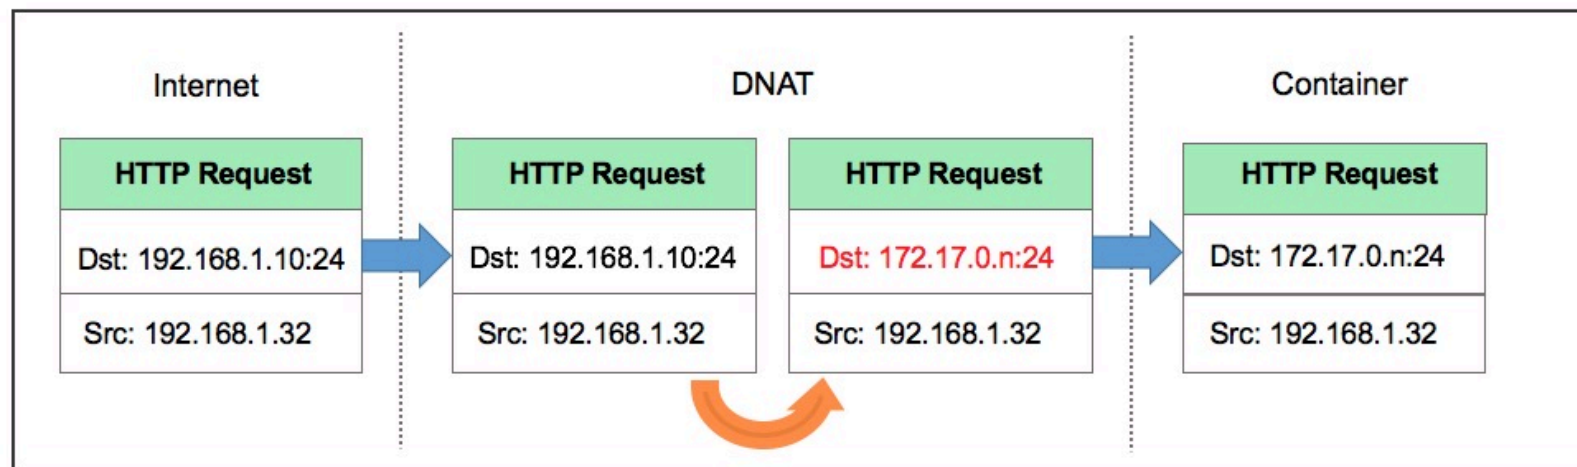 Internet
DNAT
Container
HTTP Request
HTTP Request
HTTP Request
HTTP Request
Dst: 192.168.1.10:24
Dst: 192.168.1.10:24
Dst: 172.17.0.n:24
Dst: 172.17.0.n:24
Src: 192.168.1.32
Src: 192.168.1.32
Src: 192.168.1.32
Src: 192.168.1.32